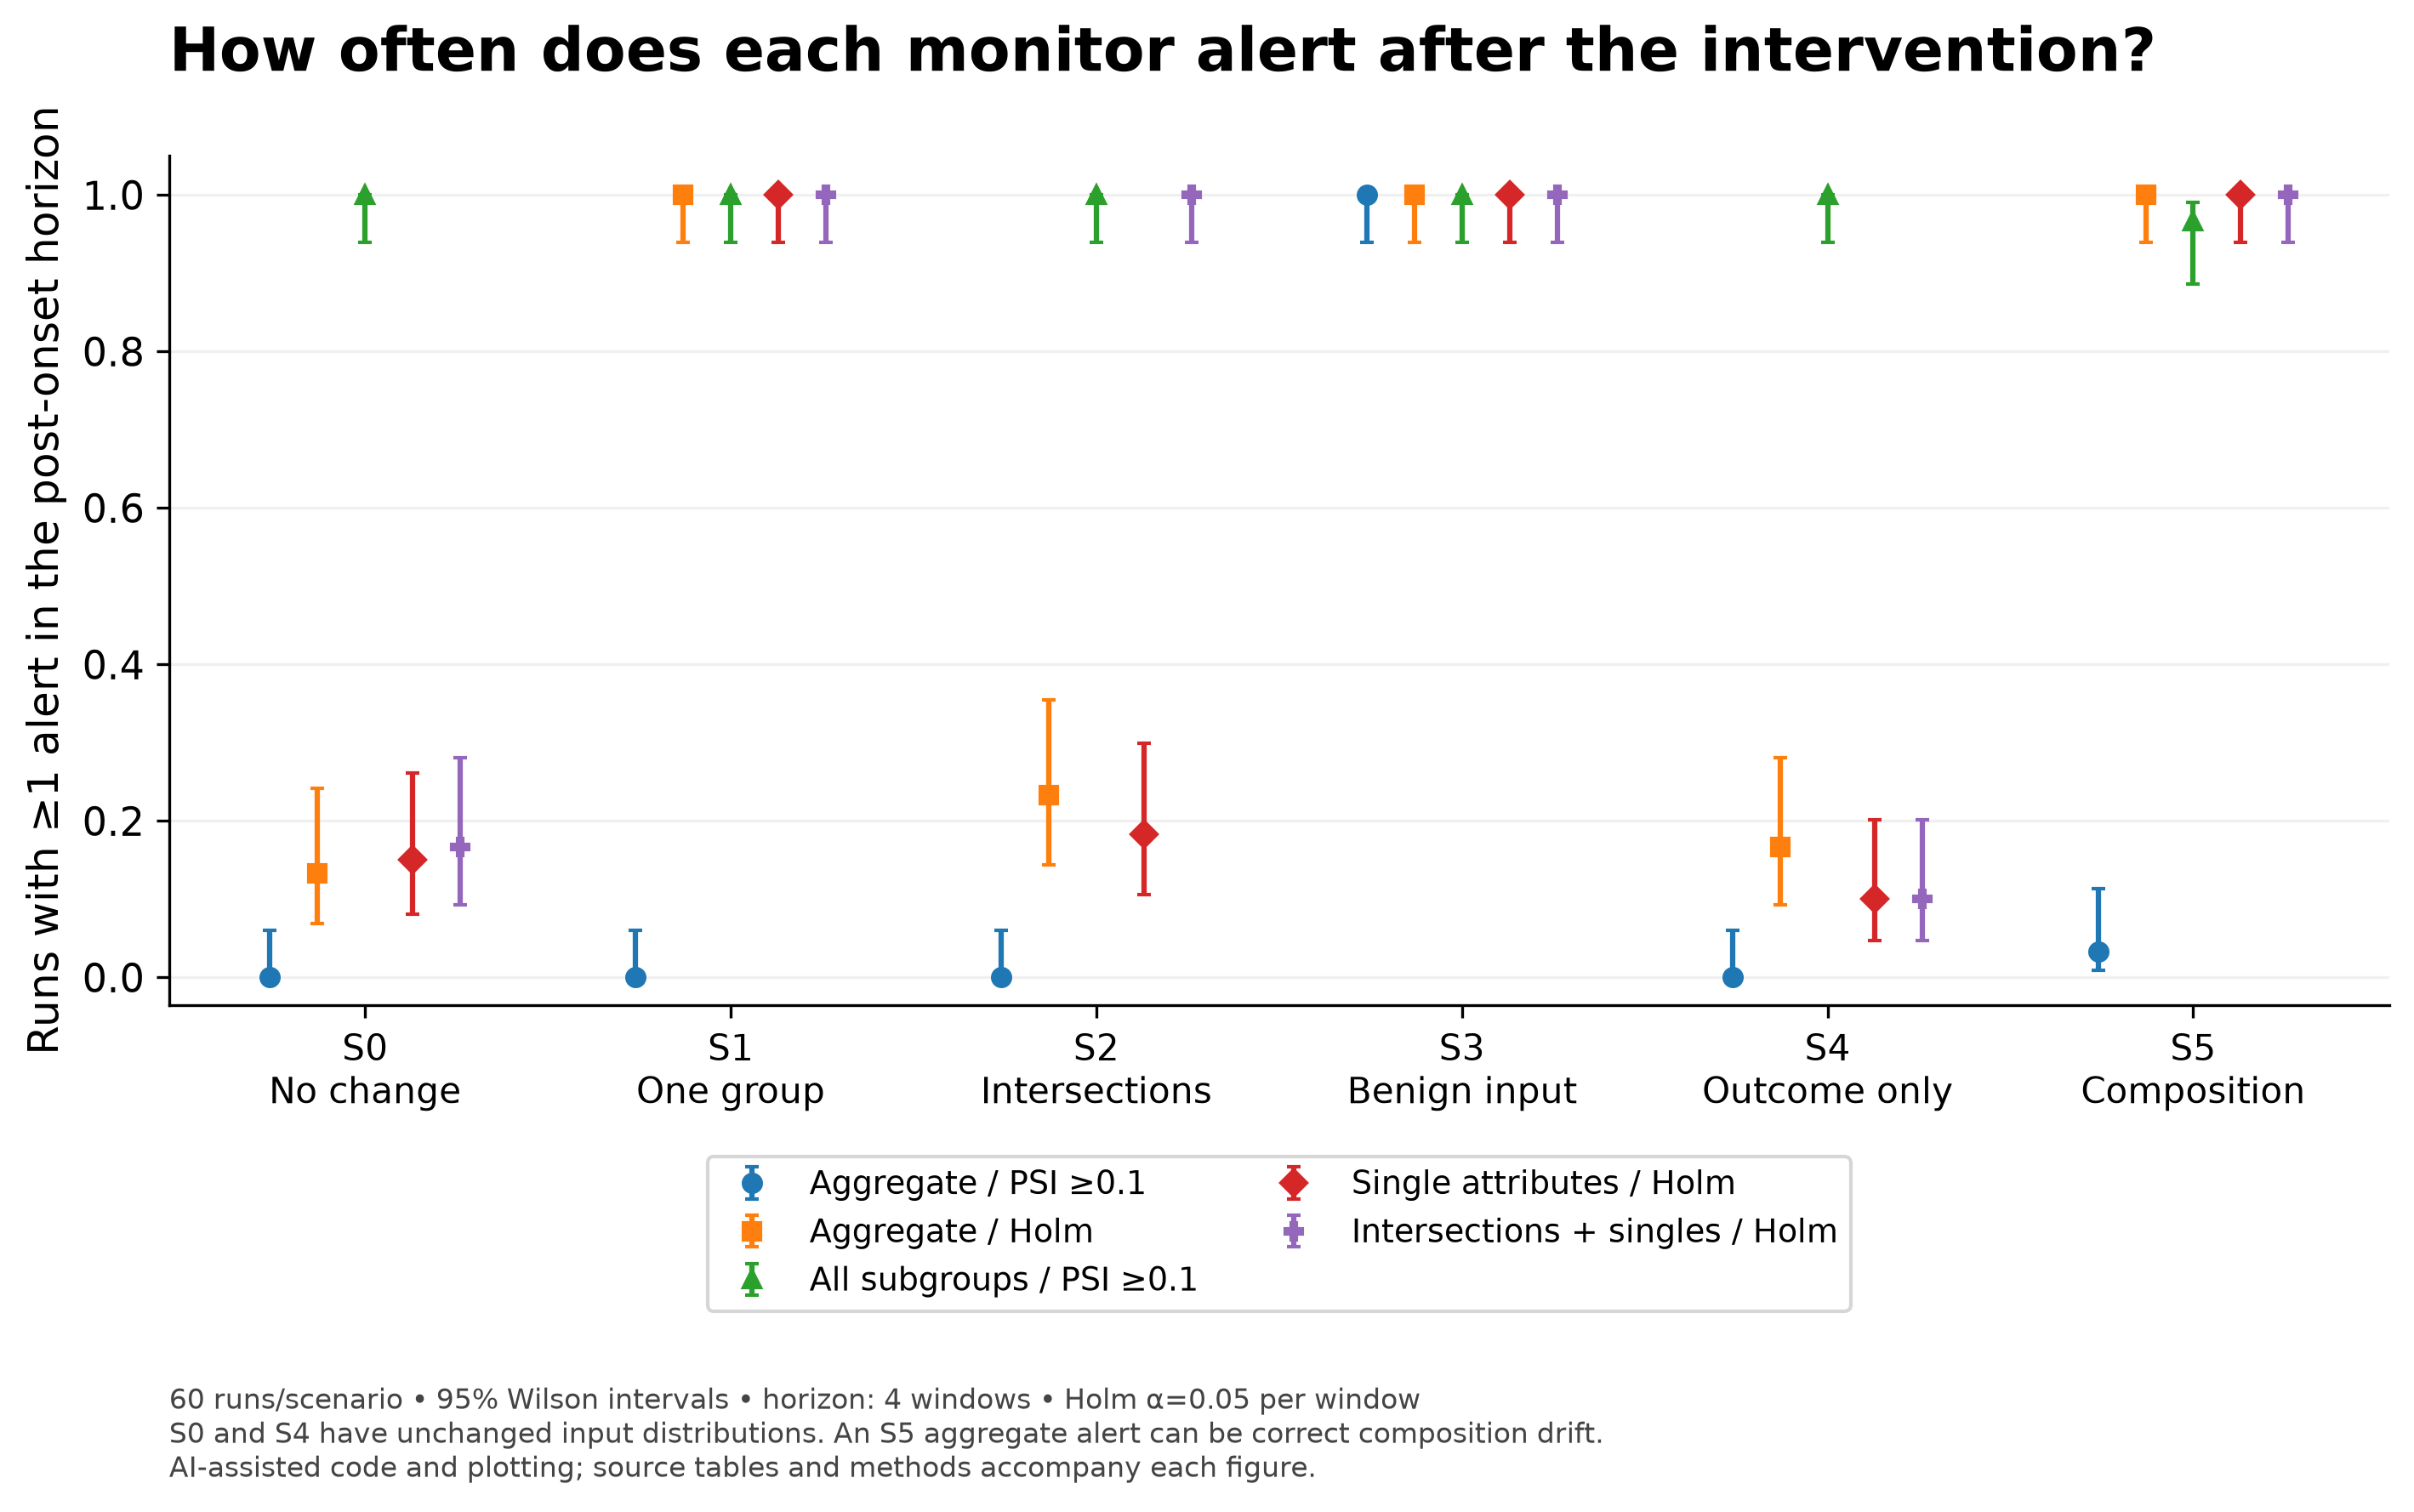 How often does each monitor alert after the intervention?
Runs with ≥1 alert in the post-onset horizon
1.0
0.8
0.6
0.4
0.2
0.0
S0
No change
S1
One group
S2
Intersections
S3
Benign input
S4
Outcome only
S5
Composition
Aggregate / PSI ≥0.1
Aggregate / Holm
All subgroups / PSI ≥0.1
Single attributes / Holm
Intersections + singles / Holm
60 runs/scenario • 95% Wilson intervals • horizon: 4 windows • Holm α=0.05 per window
S0 and S4 have unchanged input distributions. An S5 aggregate alert can be correct composition drift.
AI-assisted code and plotting; source tables and methods accompany each figure.